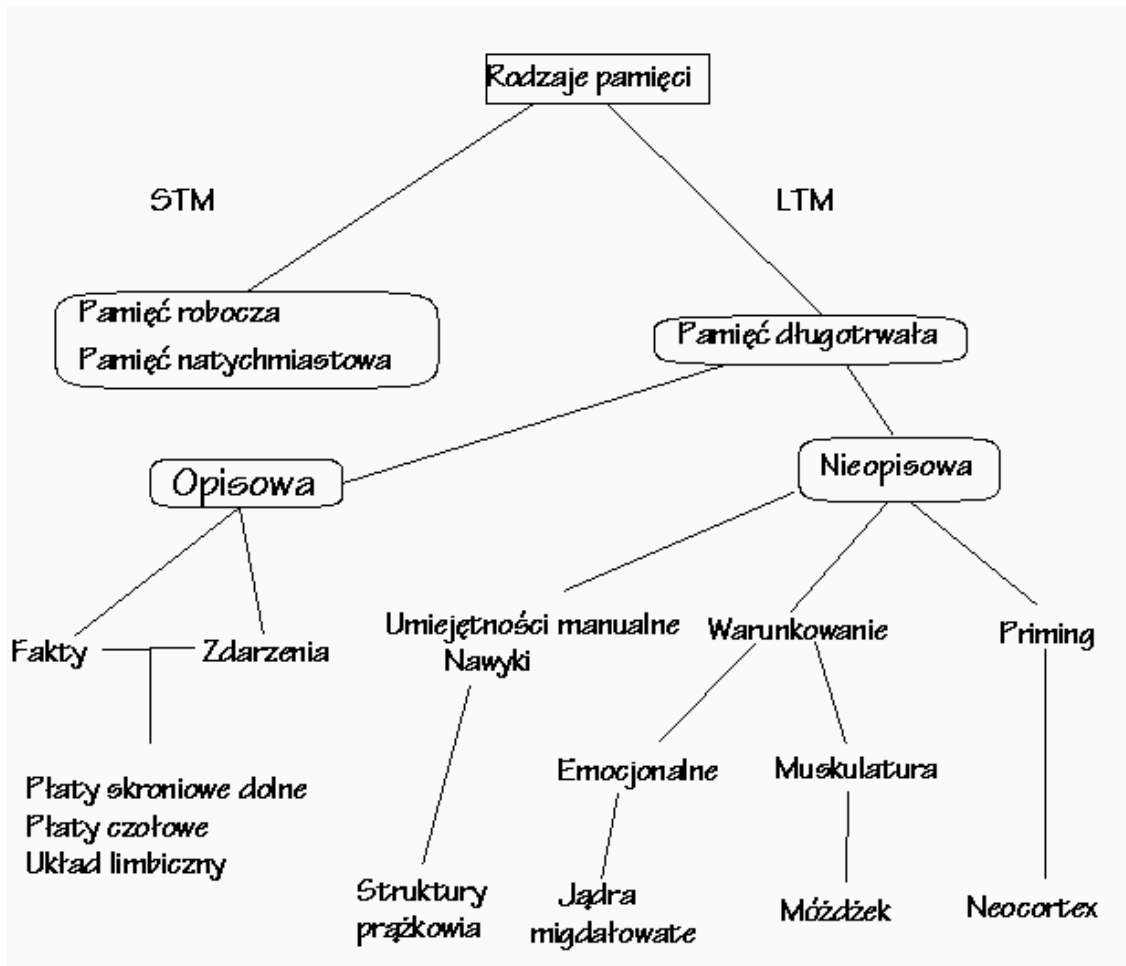 Rodzaje pamięci
STM
LTM
Pamięć robocza
Pamięć natychmiastowa
Pamięć długotrwała
Opisowa
Nieopisowa
Fakty
Zdarzenia
Umiejętności manualne
Nawyki
Warunkowanie
Priming
Płaty skroniowe dolne
Płaty czołowe
Układ limbiczny
Emocjonalne
Muskulatura
Struktury
prążkowia
Jądra
migdałowate
Móżdżek
Neocortex